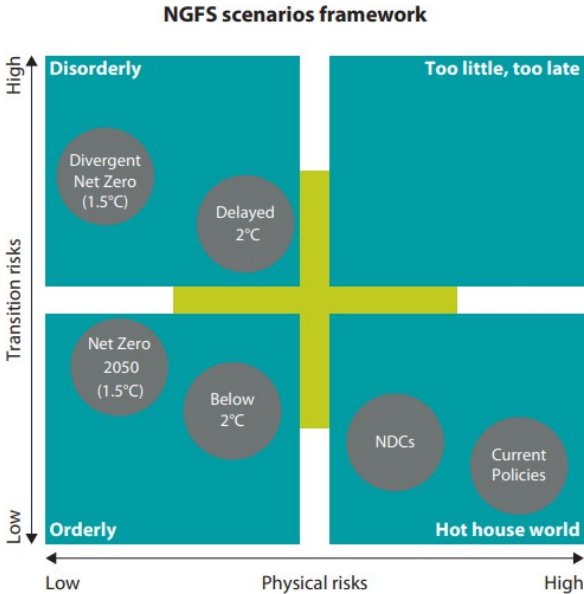 NGFS scenarios framework
High
Transition risks
Low
Disorderly
Too little, too late
Divergent
Net Zero
(1.5°C)
Delayed
2°C
Net Zero
2050
(1.5°C)
Below
2°C
NDCs
Current
Policies
Orderly
Hot house world
Low
Physical risks
High